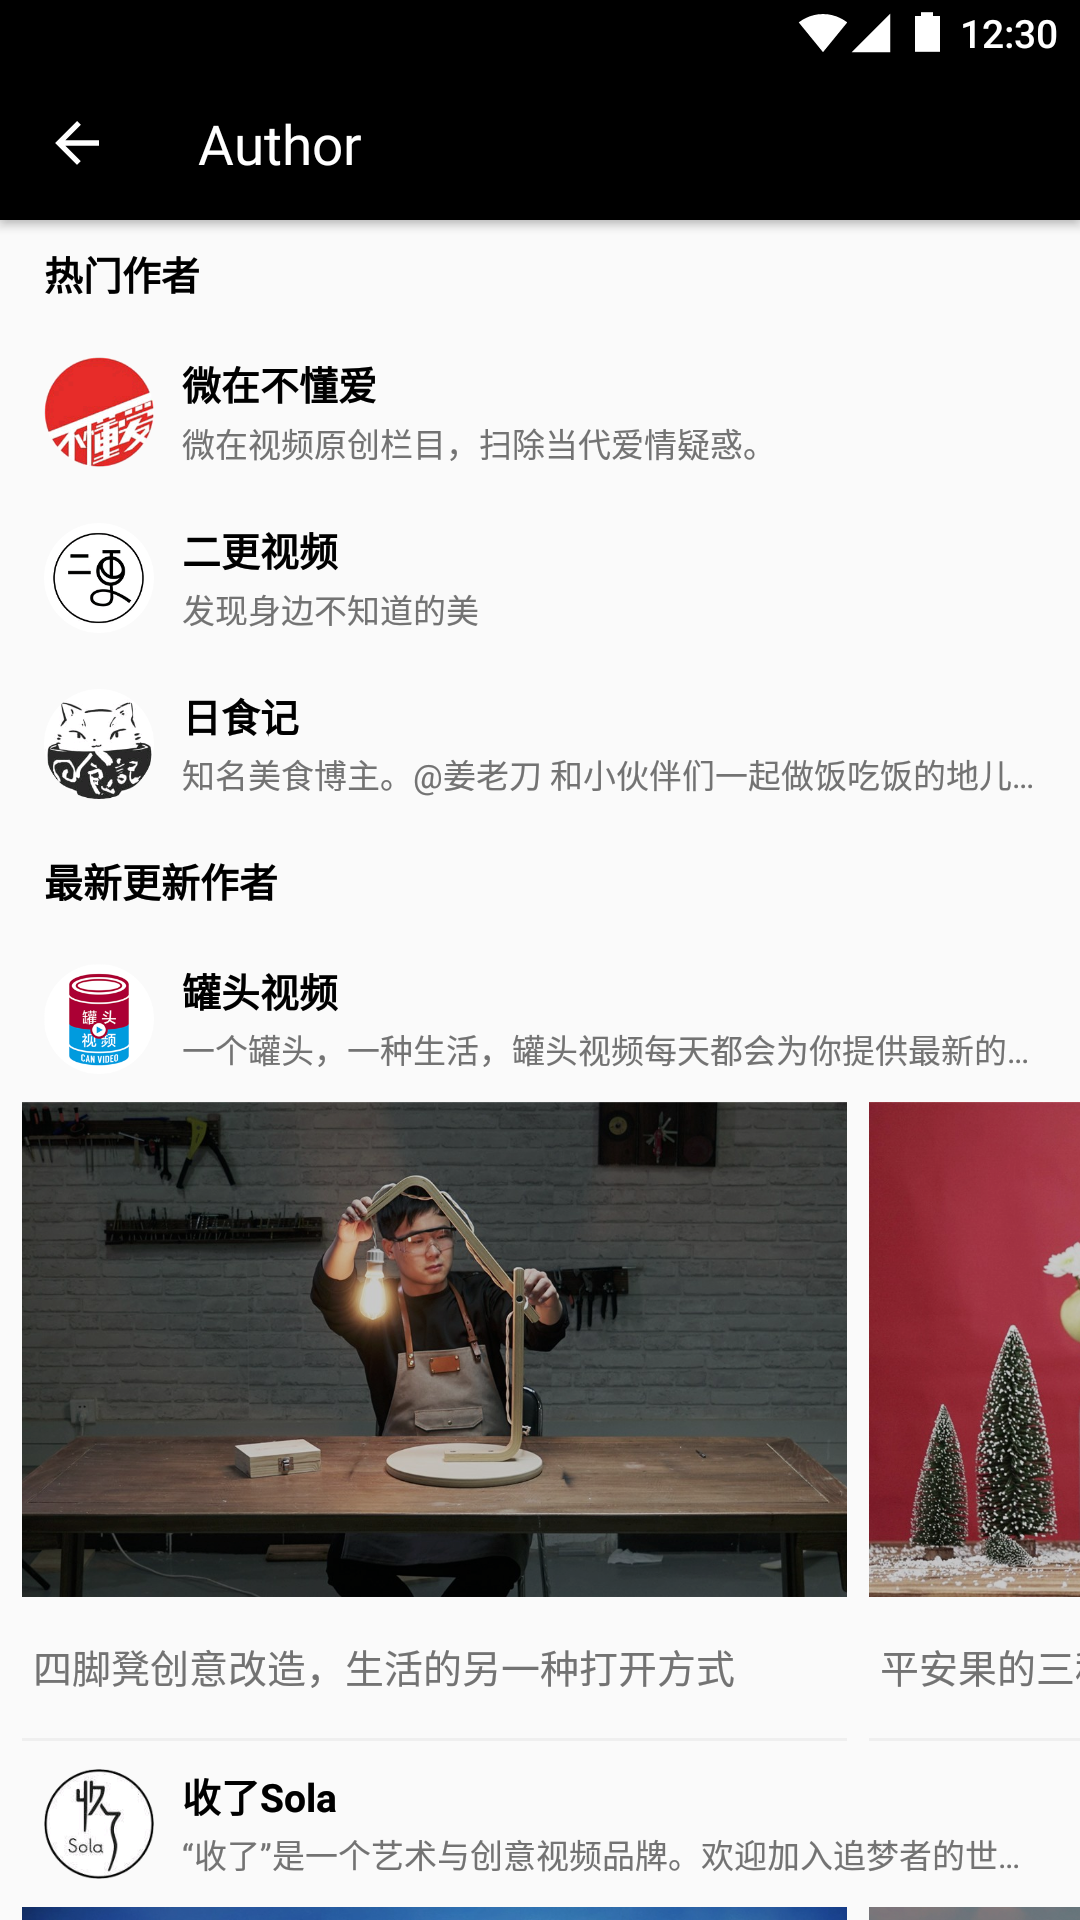 12:30
Author
热门作者
不懂爱
微在不懂爱
微在视频原创栏目，扫除当代爱情疑惑。
二更
二更视频
发现身边不知道的美
日食记
日食记
知名美食博主。@姜老刀 和小伙伴们一起做饭吃饭的地儿...
最新更新作者
罐头
视频
CAN VIDEO
罐头视频
一个罐头，一种生活，罐头视频每天都会为你提供最新的...
四脚凳创意改造，生活的另一种打开方式
平安果的三
收了
Sola
收了Sola
“收了”是一个艺术与创意视频品牌。欢迎加入追梦者的世...